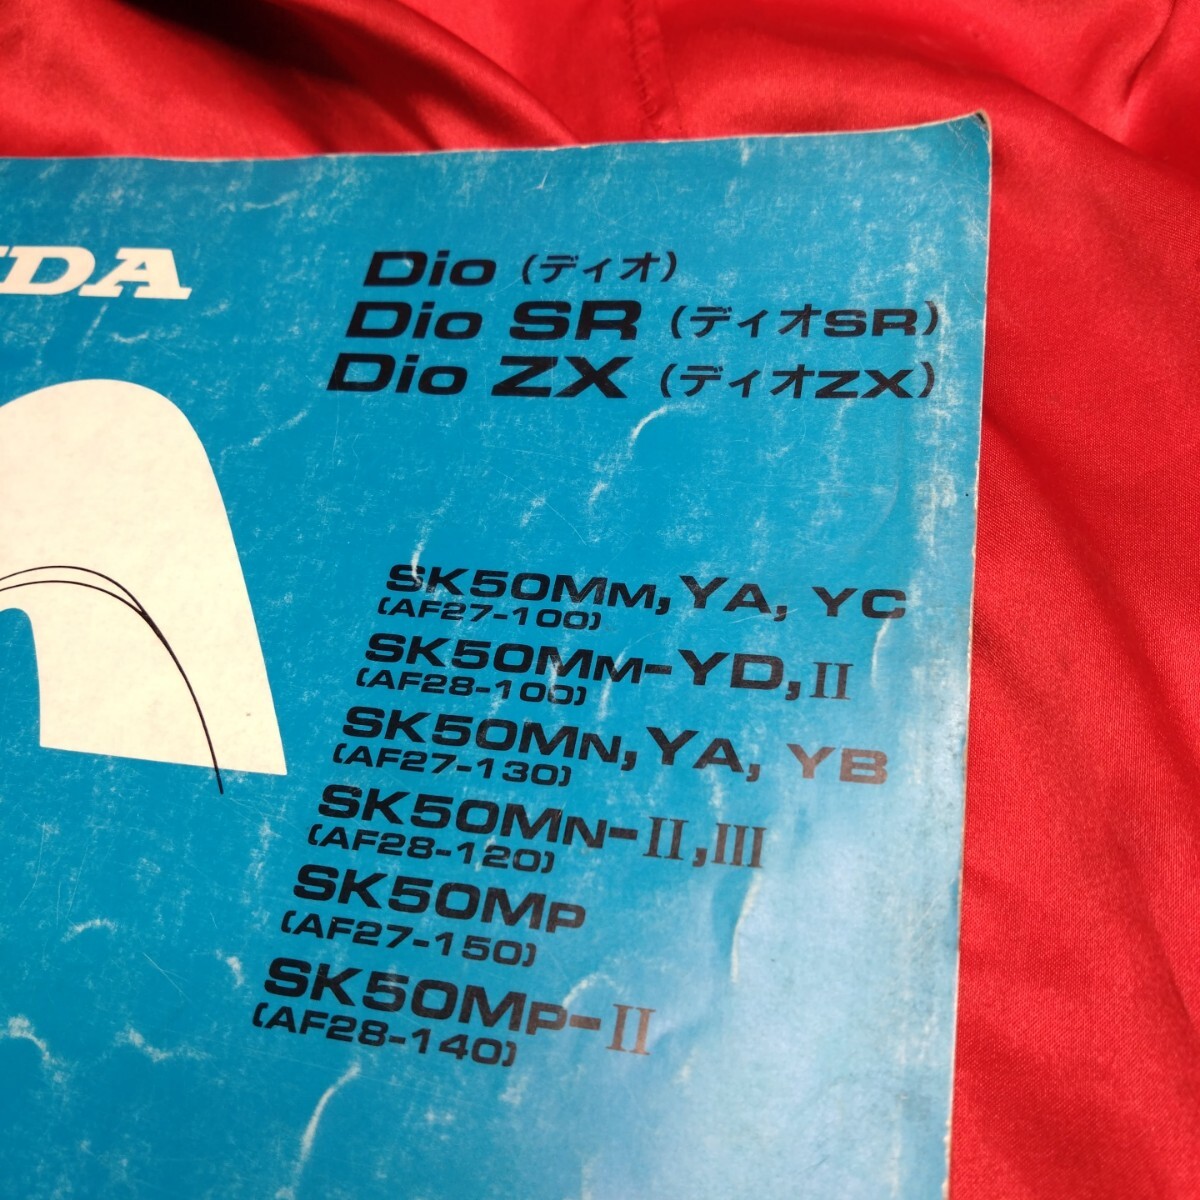 NDA
Dio (ディオ)
Dio SR (ディオSR)
Dio ZX (ディオZX)
SK50MM, YA, YC
(AF27-100)
SK50MM-YD, II
(AF28-100)
SK50MN, YA, YB
(AF27-130)
SK50MN-II, III
(AF28-120)
SK50MP
(AF27-150)
SK50MP-II
(AF28-140)